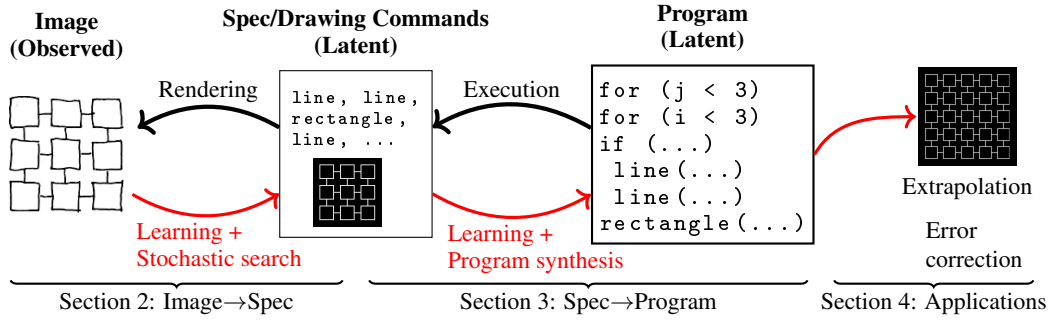 Image
(Observed)
Spec/Drawing Commands
(Latent)
Program
(Latent)
Rendering
line, line,
rectangle,
line, ...
Execution
for (j < 3)
for (i < 3)
if (...)
line(...)
line(...)
rectangle(...)
Extrapolation
Error
correction
Learning +
Stochastic search
Learning +
Program synthesis
Section 2: Image→Spec
Section 3: Spec→Program
Section 4: Applications